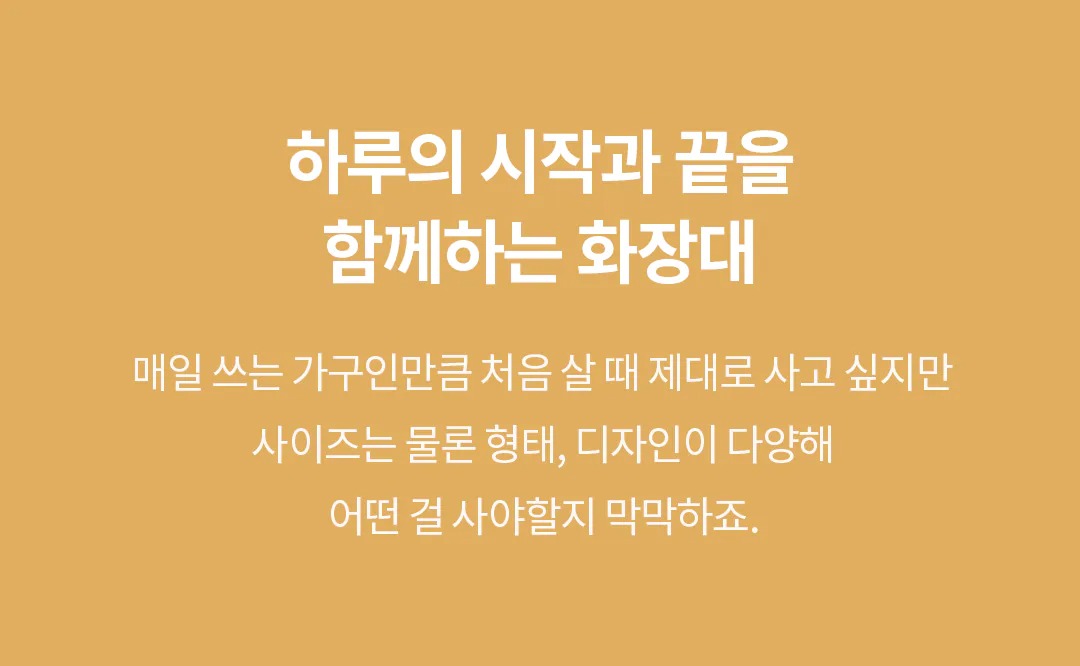 하루의 시작과 끝을
함께하는 화장대
매일 쓰는 가구인만큼 처음 살 때 제대로 사고 싶지만
사이즈는 물론 형태, 디자인이 다양해
어떤 걸 사야할지 막막하죠.